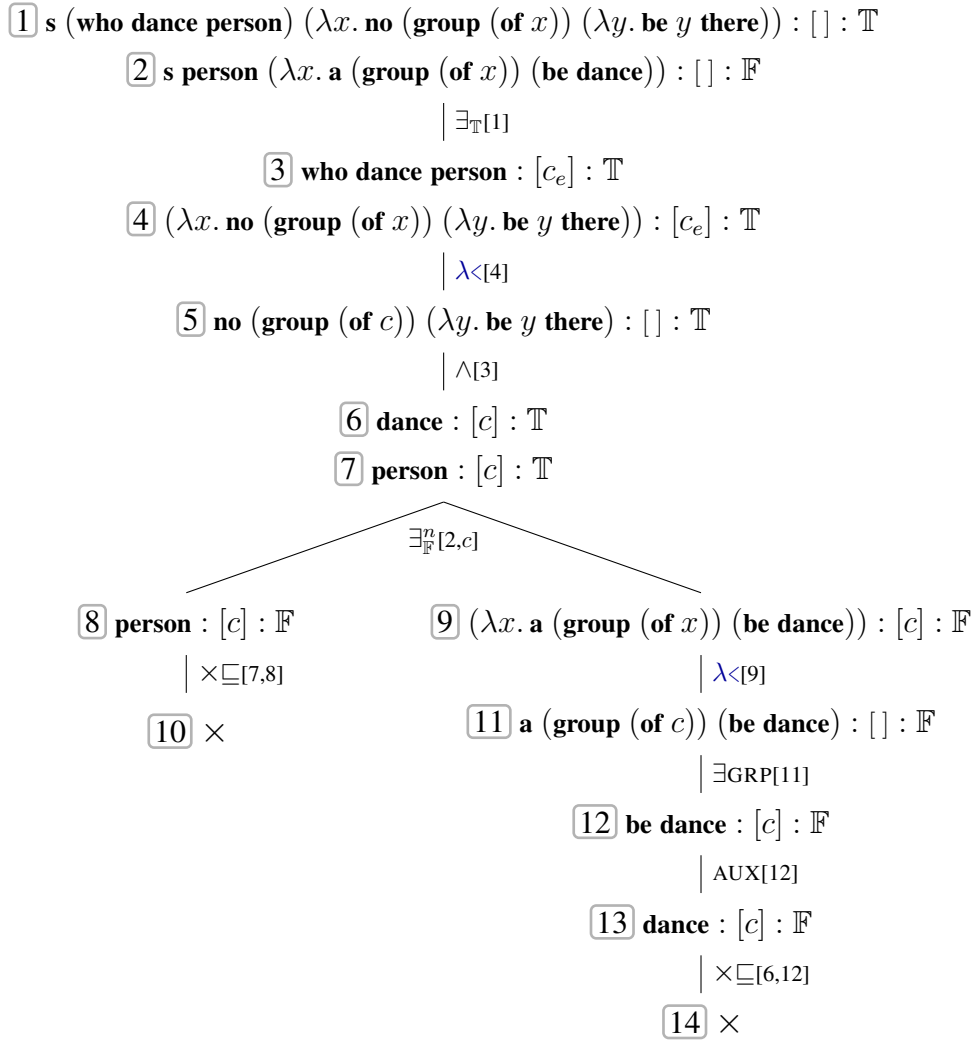 1 s (who dance person) (λx. no (group (of x)) (λy. be y there)) : [ ] : 𝕋
2 s person (λx. a (group (of x)) (be dance)) : [ ] : 𝔽
∃𝕋[1]
3 who dance person : [cₑ] : 𝕋
4 (λx. no (group (of x)) (λy. be y there)) : [cₑ] : 𝕋
λ<[4]
5 no (group (of c)) (λy. be y there) : [ ] : 𝕋
∧[3]
6 dance : [c] : 𝕋
7 person : [c] : 𝕋
∃ⁿ𝔽[2,c]
8 person : [c] : 𝔽 9 (λx. a (group (of x)) (be dance)) : [c] : 𝔽
×⊑[7,8] λ<[9]
10 × 11 a (group (of c)) (be dance) : [ ] : 𝔽
∃GRP[11]
12 be dance : [c] : 𝔽
AUX[12]
13 dance : [c] : 𝔽
×⊑[6,12]
14 ×